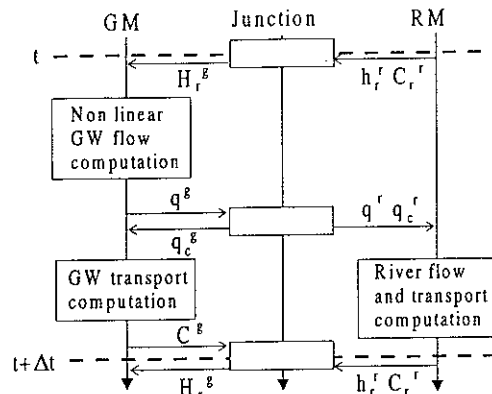 GM Junction RM
t
H_r^g h_r^r C_r^r
Non linear
GW flow
computation
q^g q^r q_c^r
q_c^g
GW transport
computation
River flow
and transport
computation
C^g
t+Δt
H_r^g h_r^r C_r^r